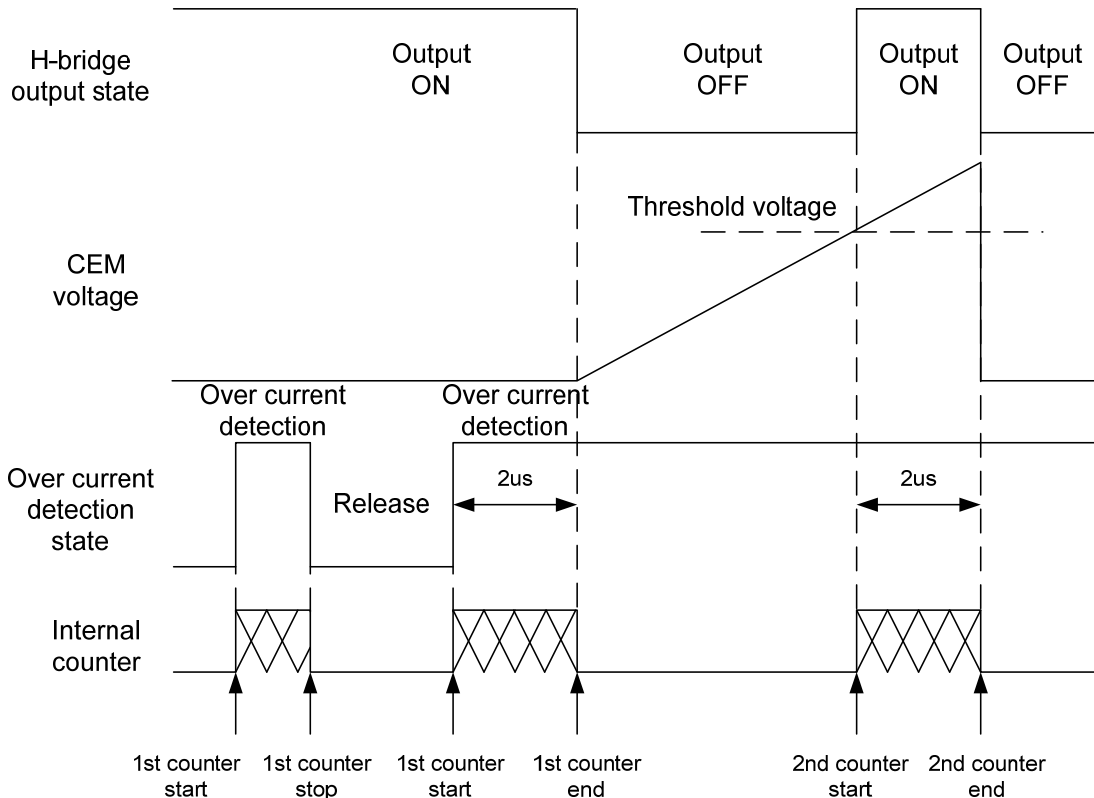 H-bridge
output state
Output
ON
Output
OFF
Output
ON
Output
OFF
CEM
voltage
Threshold voltage
Over current
detection
Over current
detection
Over current
detection
state
Release
2us
2us
Internal
counter
1st counter
start
1st counter
stop
1st counter
start
1st counter
end
2nd counter
start
2nd counter
end